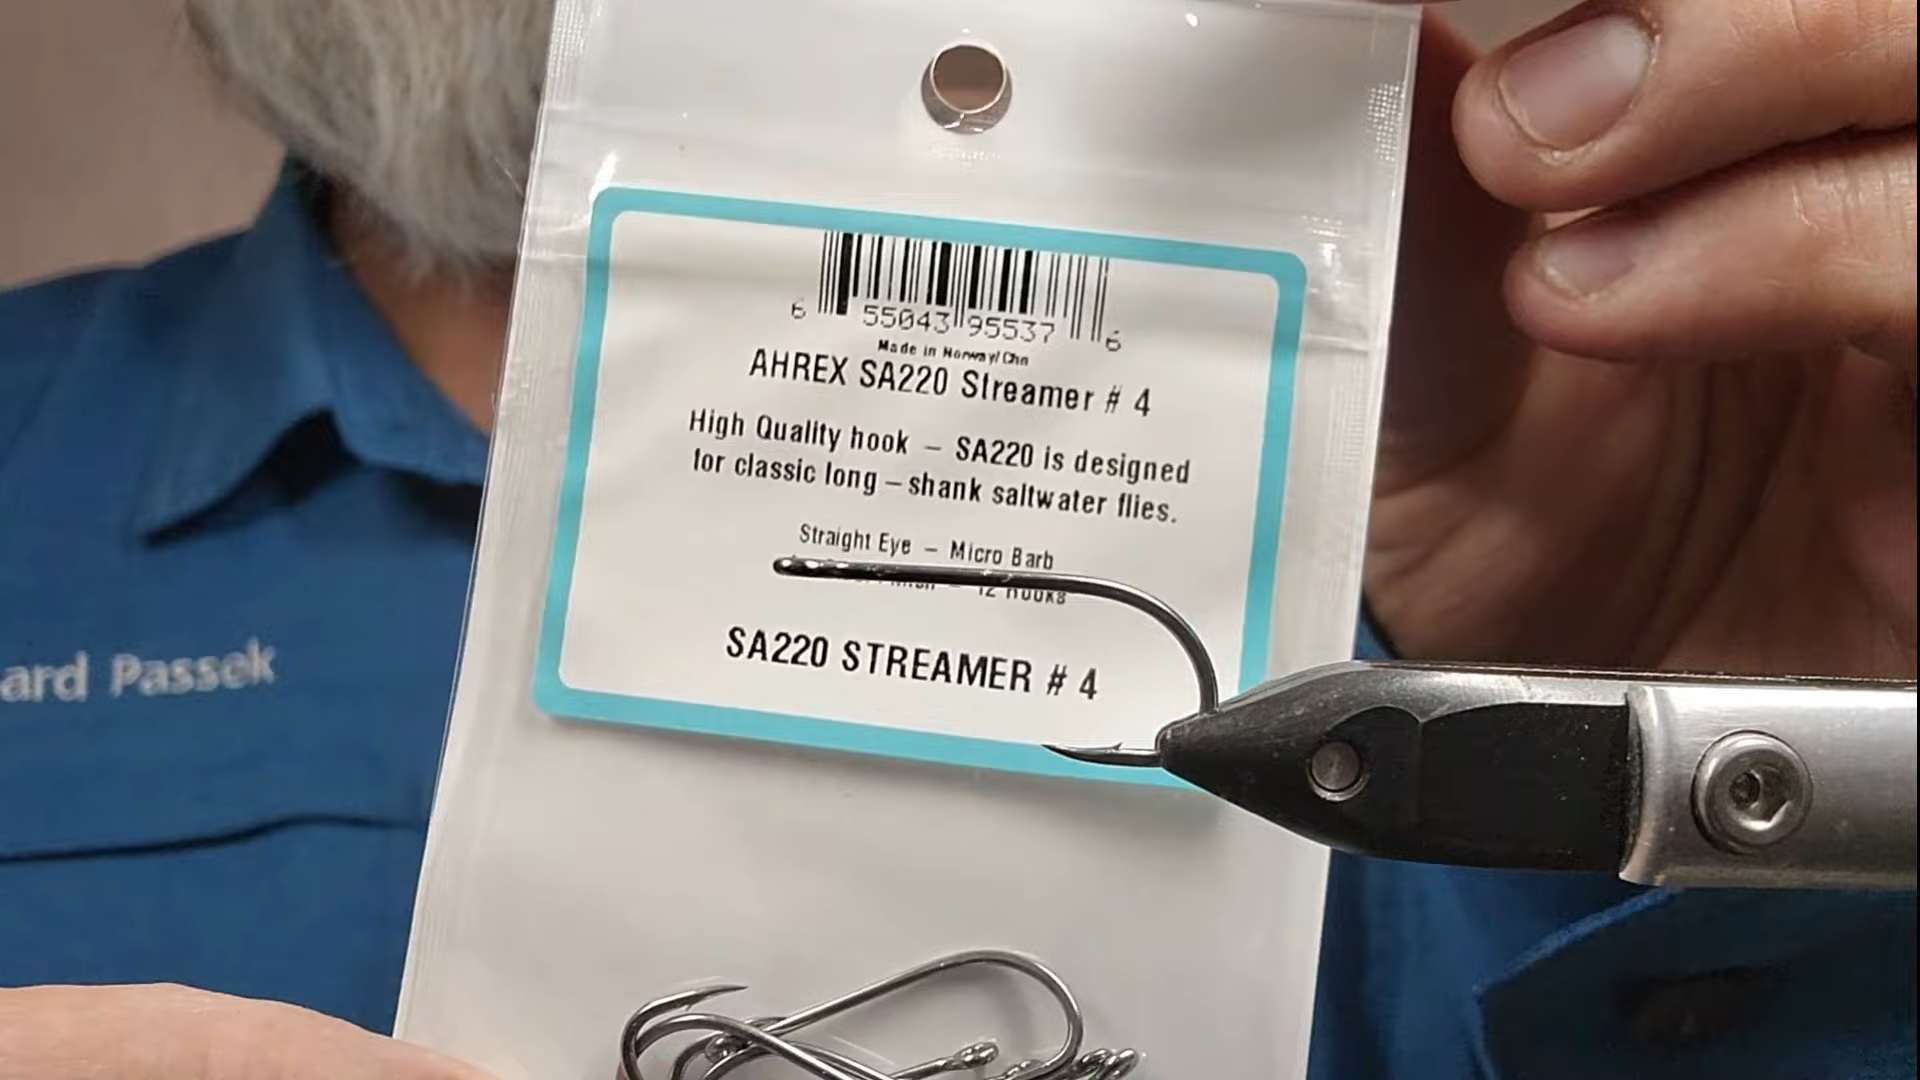 6 55043 95537 6
Made in Norway/Chn
AHREX SA220 Streamer # 4
High Quality hook – SA220 is designed
for classic long – shank saltwater flies.
Straight Eye – Micro Barb
12 Hooks
SA220 STREAMER # 4
ard Passek